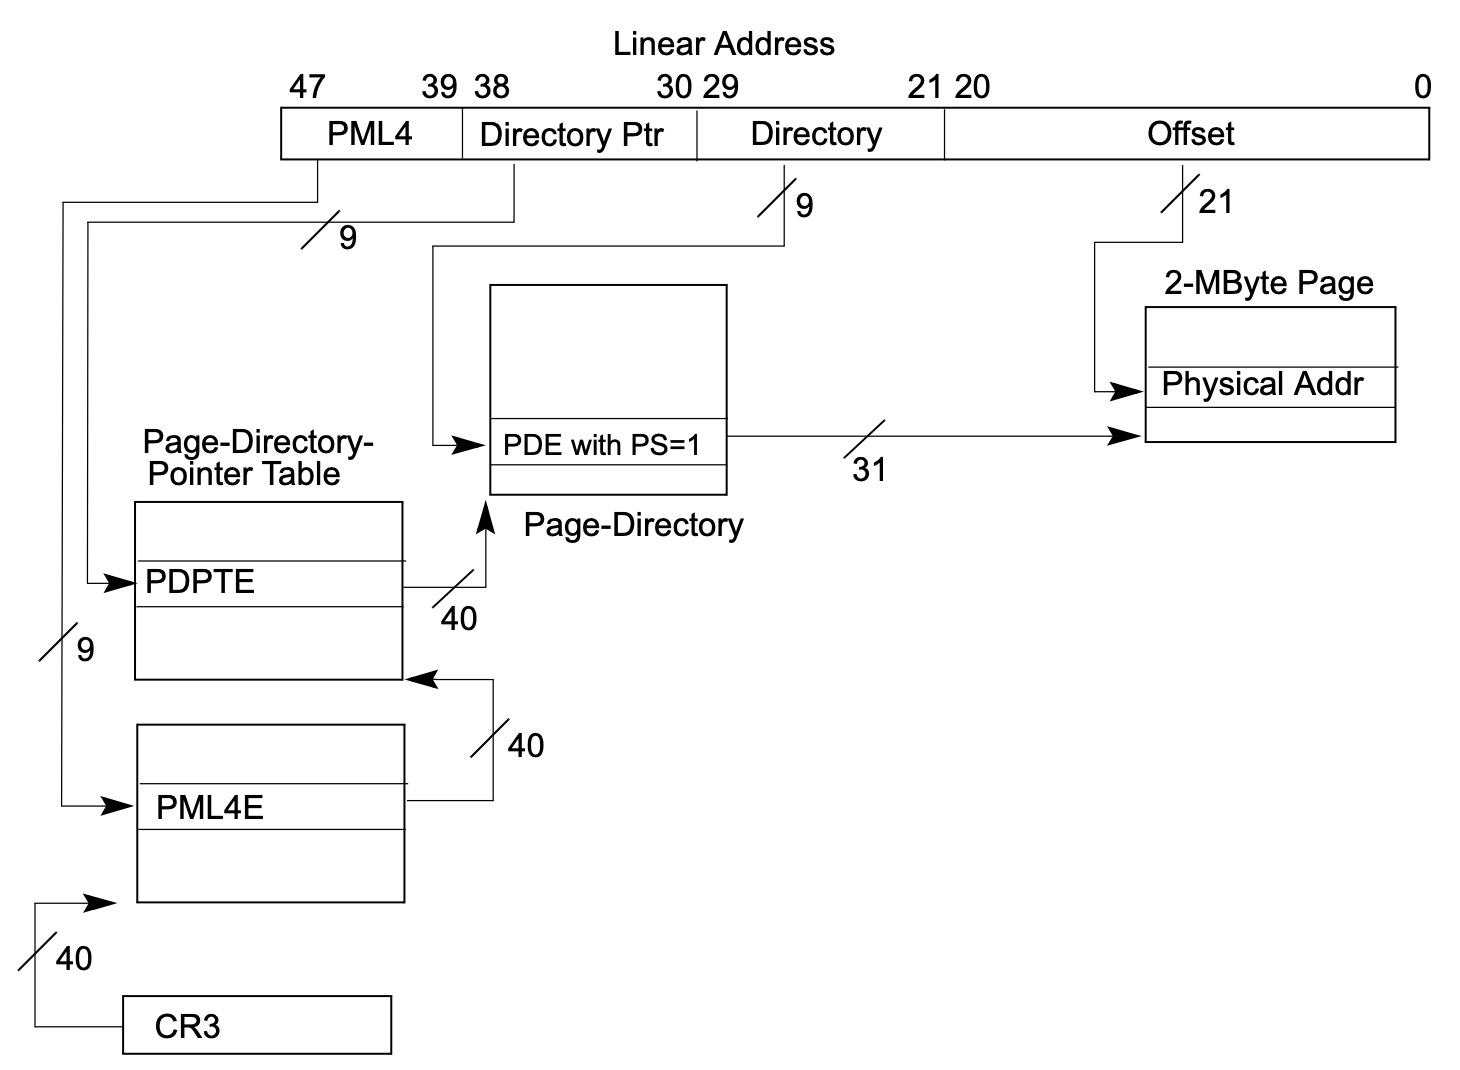 Linear Address
47 39 38 30 29 21 20 0
PML4 Directory Ptr Directory Offset
9
9
21
2-MByte Page
Physical Addr
PDE with PS=1
31
Page-Directory
Page-Directory-
Pointer Table
PDPTE
40
9
40
PML4E
40
CR3